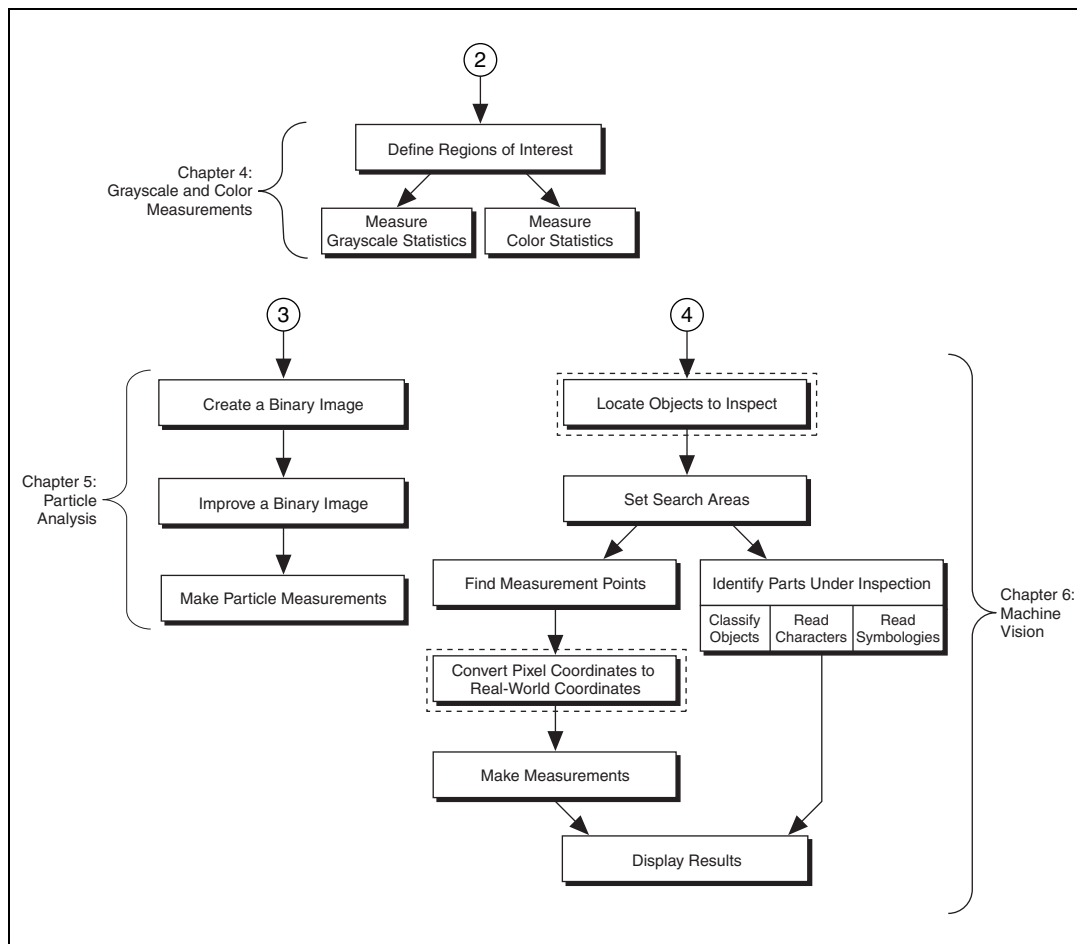 2
Define Regions of Interest
Chapter 4:
Grayscale and Color
Measurements
Measure
Grayscale Statistics
Measure
Color Statistics
3
4
Create a Binary Image
Locate Objects to Inspect
Chapter 5:
Particle
Analysis
Improve a Binary Image
Set Search Areas
Make Particle Measurements
Find Measurement Points
Identify Parts Under Inspection
Classify
Objects
Read
Characters
Read
Symbologies
Chapter 6:
Machine
Vision
Convert Pixel Coordinates to
Real-World Coordinates
Make Measurements
Display Results